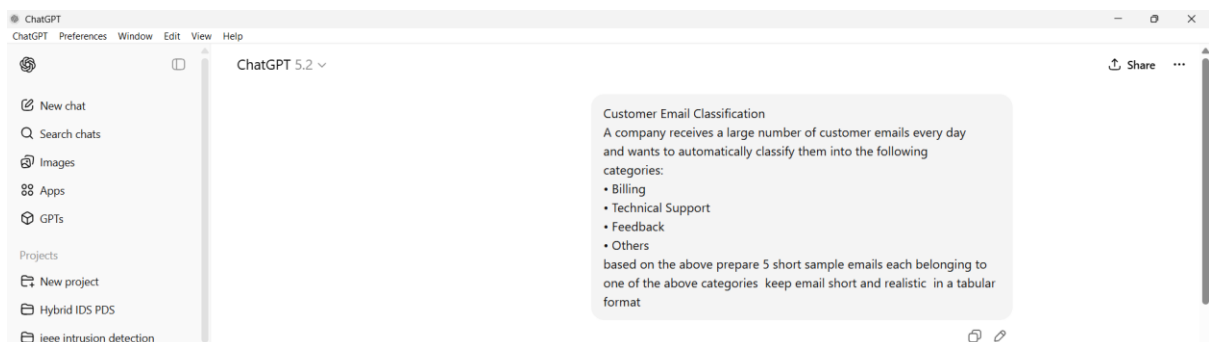 ChatGPT
ChatGPT Preferences Window Edit View Help
ChatGPT 5.2
Share
New chat
Search chats
Images
Apps
GPTs
Projects
New project
Hybrid IDS PDS
ieee intrusion detection
Customer Email Classification
A company receives a large number of customer emails every day
and wants to automatically classify them into the following
categories:
• Billing
• Technical Support
• Feedback
• Others
based on the above prepare 5 short sample emails each belonging to
one of the above categories  keep email short and realistic  in a tabular
format